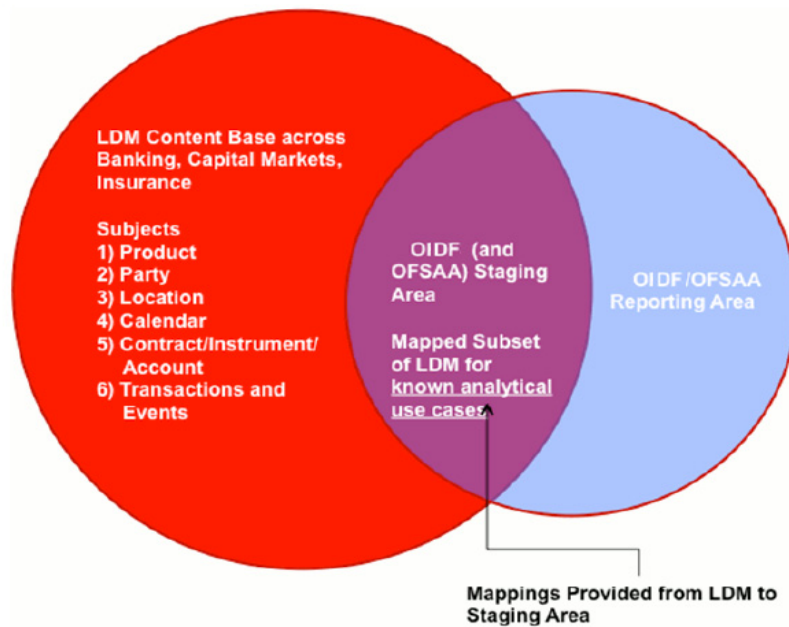 LDM Content Base across
Banking, Capital Markets,
Insurance
Subjects
1) Product
2) Party
3) Location
4) Calendar
5) Contract/Instrument/
Account
6) Transactions and
Events
OIDF (and
OFSAA) Staging
Area
Mapped Subset
of LDM for
known analytical
use cases
OIDF/OFSAA
Reporting Area
Mappings Provided from LDM to
Staging Area